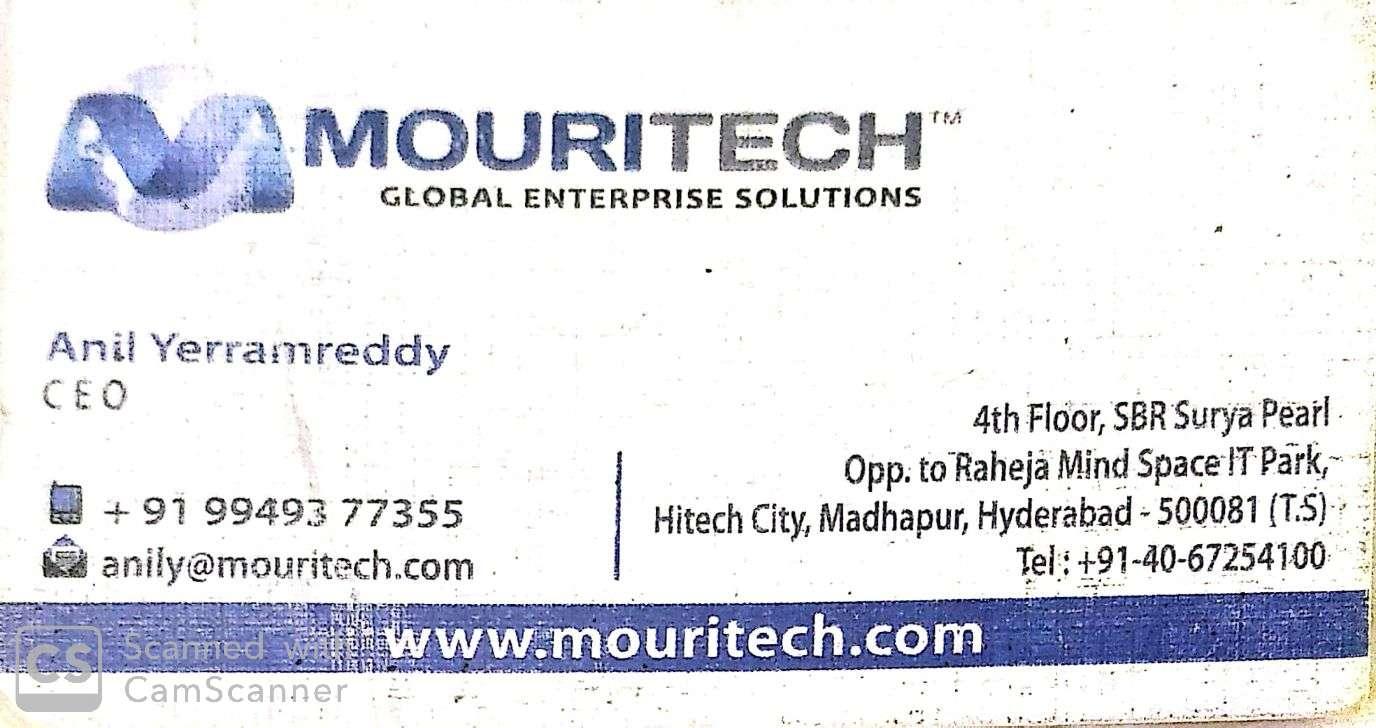 MOURITECH™
GLOBAL ENTERPRISE SOLUTIONS
Anil Yerramreddy
CEO
+ 91 99493 77355
anily@mouritech.com
4th Floor, SBR Surya Pearl
Opp. to Raheja Mind Space IT Park,
Hitech City, Madhapur, Hyderabad - 500081 (T.S)
Tel : +91-40-67254100
www.mouritech.com
CS
Scanned with
CamScanner